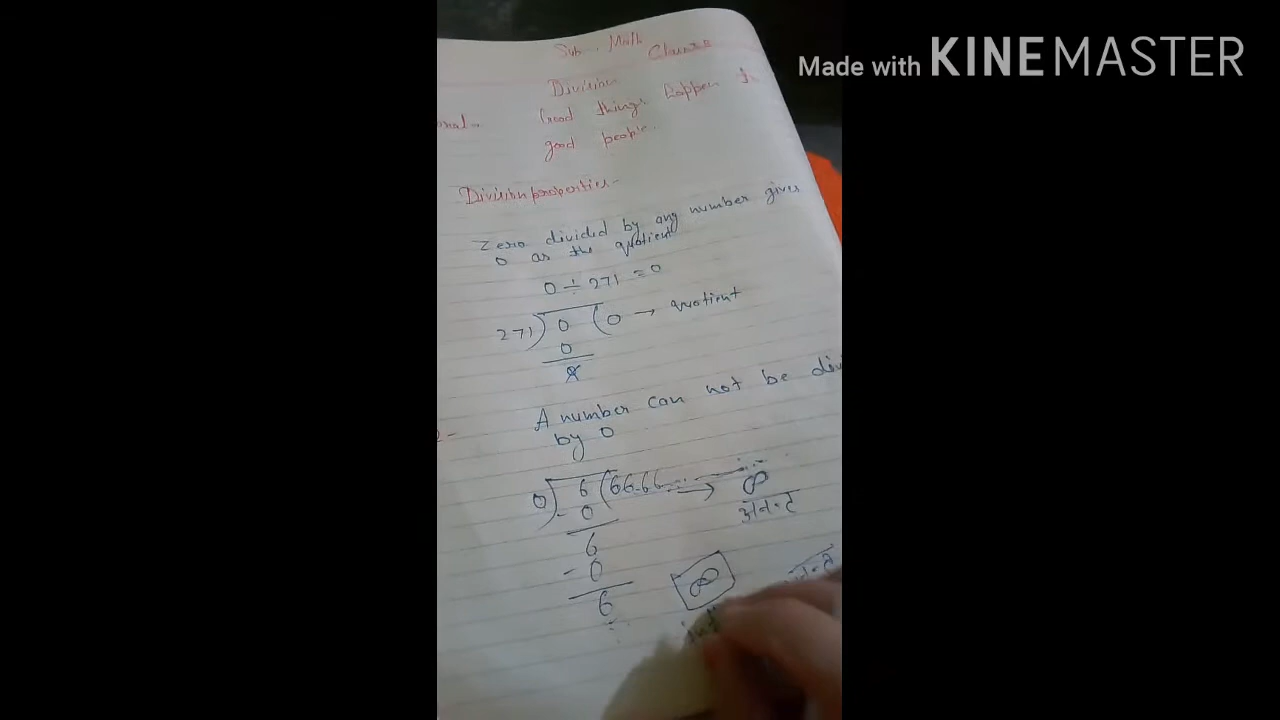 Made with KINEMASTER
Sub. Math
Division
Good things happen to
good people.
Division properties-
Zero divided by any number gives
0 as the quotient
0 ÷ 271 = 0
271) 0 (0 → quotient
0
A number can not be
by 0
0) 6 (66.66... → ∞
- 0
अनन्त
6
- 0
6
∞